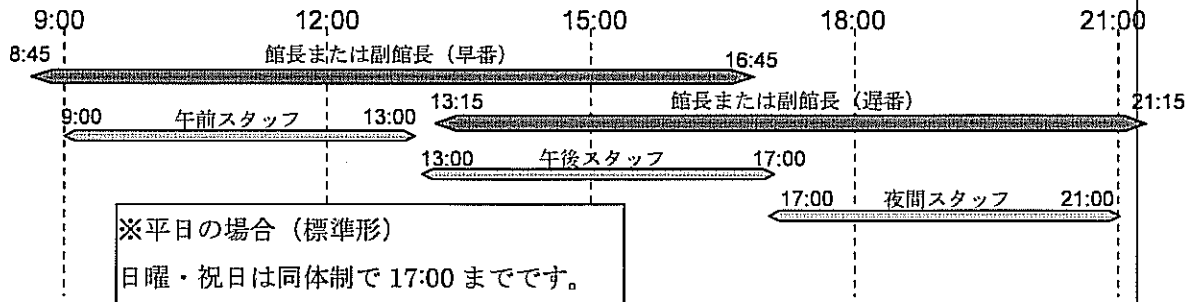 9:00 12:00 15:00 18:00 21:00
8:45 館長または副館長（早番） 16:45
13:15 館長または副館長（遅番） 21:15
9:00 午前スタッフ 13:00
13:00 午後スタッフ 17:00
17:00 夜間スタッフ 21:00
※平日の場合（標準形）
日曜・祝日は同体制で 17:00 までです。